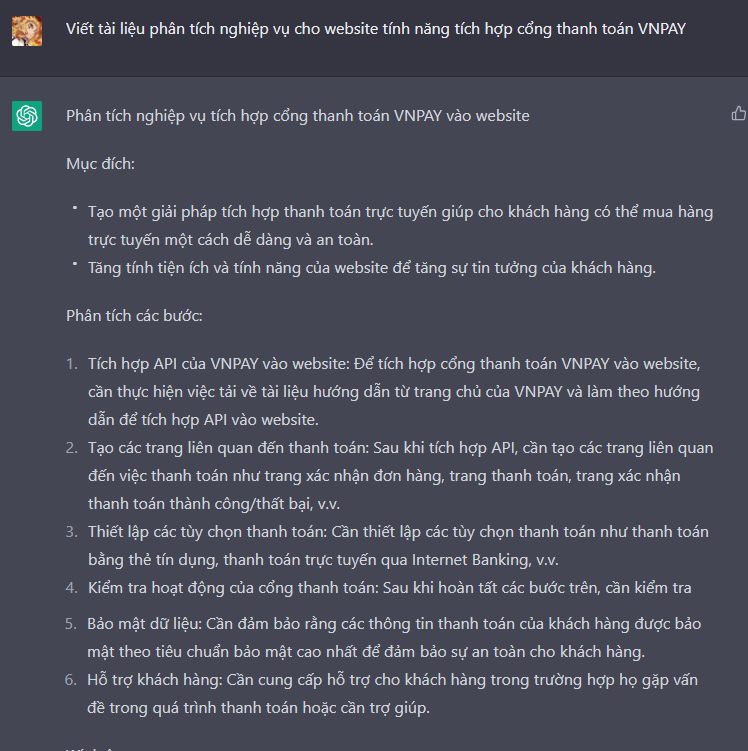 Viết tài liệu phân tích nghiệp vụ cho website tính năng tích hợp cổng thanh toán VNPAY
Phân tích nghiệp vụ tích hợp cổng thanh toán VNPAY vào website
Mục đích:
• Tạo một giải pháp tích hợp thanh toán trực tuyến giúp cho khách hàng có thể mua hàng
trực tuyến một cách dễ dàng và an toàn.
• Tăng tính tiện ích và tính năng của website để tăng sự tin tưởng của khách hàng.
Phân tích các bước:
1. Tích hợp API của VNPAY vào website: Để tích hợp cổng thanh toán VNPAY vào website,
cần thực hiện việc tải về tài liệu hướng dẫn từ trang chủ của VNPAY và làm theo hướng
dẫn để tích hợp API vào website.
2. Tạo các trang liên quan đến thanh toán: Sau khi tích hợp API, cần tạo các trang liên quan
đến việc thanh toán như trang xác nhận đơn hàng, trang thanh toán, trang xác nhận
thanh toán thành công/thất bại, v.v.
3. Thiết lập các tùy chọn thanh toán: Cần thiết lập các tùy chọn thanh toán như thanh toán
bằng thẻ tín dụng, thanh toán trực tuyến qua Internet Banking, v.v.
4. Kiểm tra hoạt động của cổng thanh toán: Sau khi hoàn tất các bước trên, cần kiểm tra
5. Bảo mật dữ liệu: Cần đảm bảo rằng các thông tin thanh toán của khách hàng được bảo
mật theo tiêu chuẩn bảo mật cao nhất để đảm bảo sự an toàn cho khách hàng.
6. Hỗ trợ khách hàng: Cần cung cấp hỗ trợ cho khách hàng trong trường hợp họ gặp vấn
đề trong quá trình thanh toán hoặc cần trợ giúp.